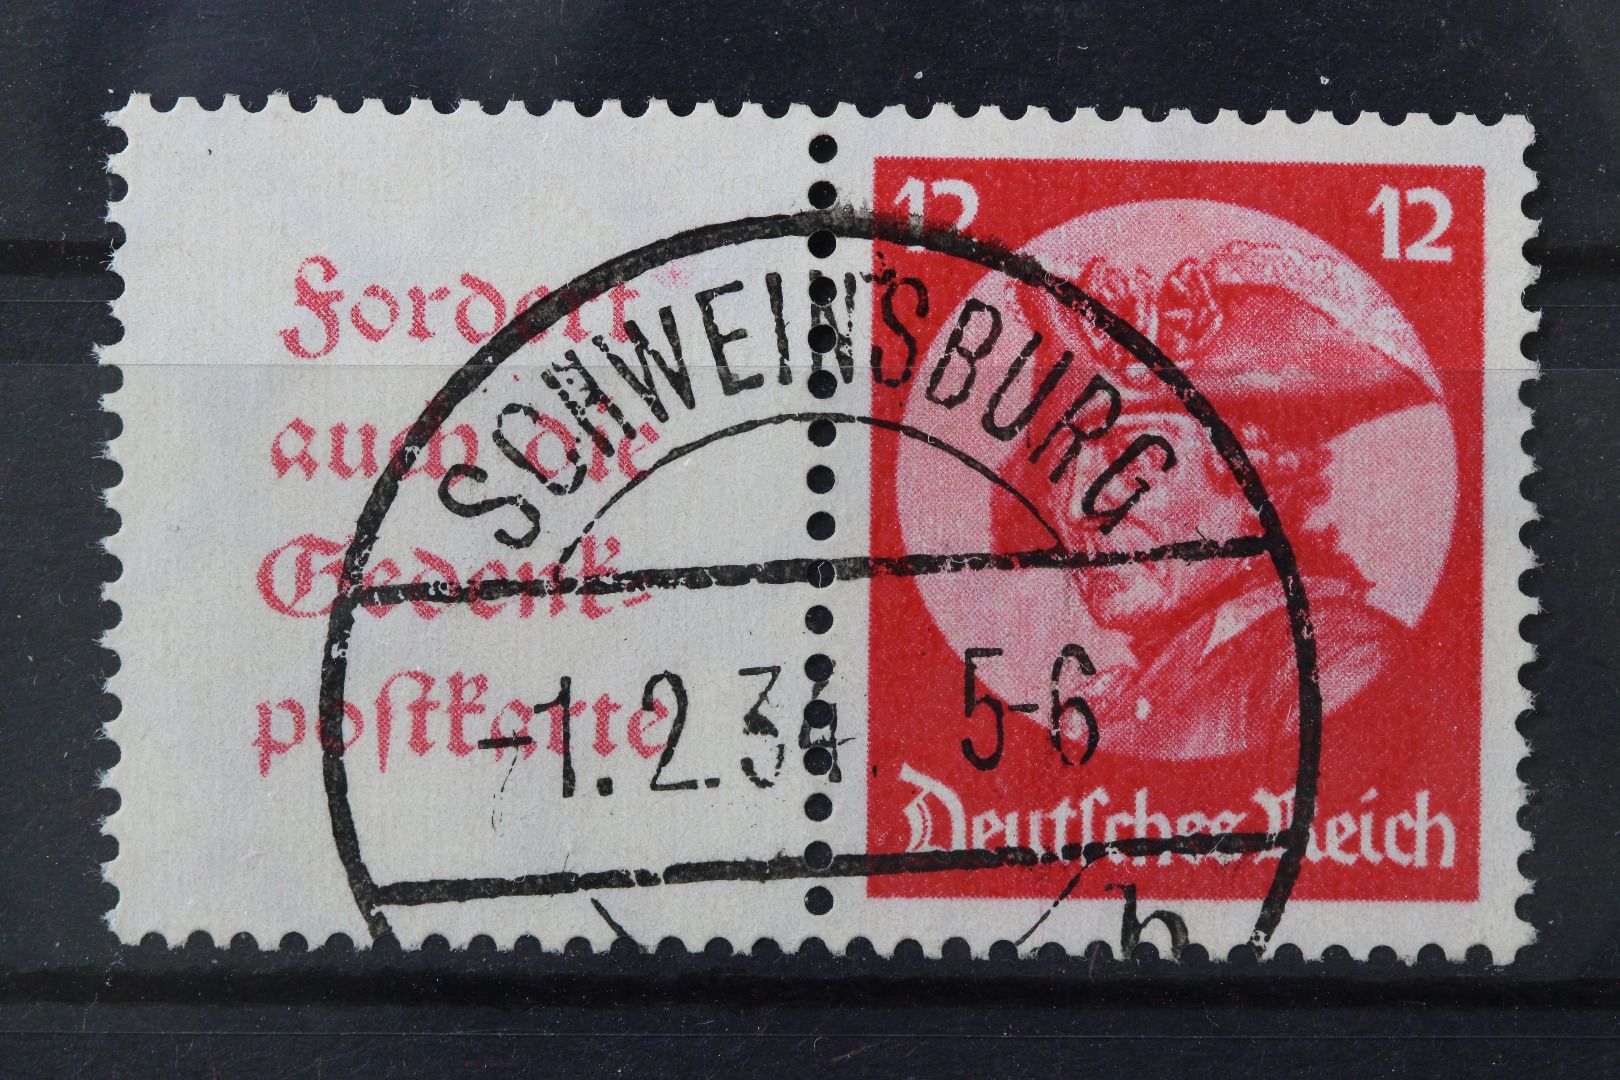 Fordert
auch die
Gedenk-
postkarte
12 12
Deutsches Reich
SCHWEINSBURG
-1.2.34. 5-6
b